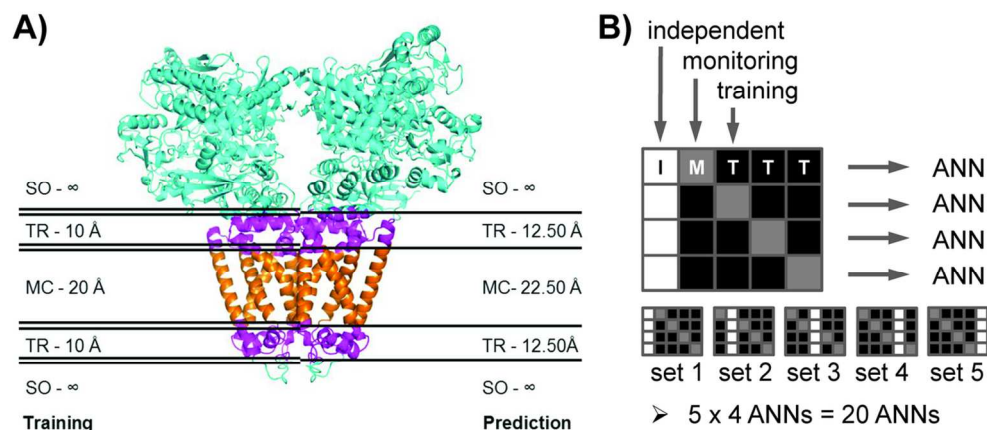 A)
SO - ∞
SO - ∞
TR - 10 Å
TR - 12.50 Å
MC - 20 Å
MC- 22.50 Å
TR - 10 Å
TR - 12.50Å
SO - ∞
SO - ∞
Training
Prediction
B)
independent
monitoring
training
I M T T T
ANN
ANN
ANN
ANN
set 1 set 2 set 3 set 4 set 5
➢ 5 x 4 ANNs = 20 ANNs